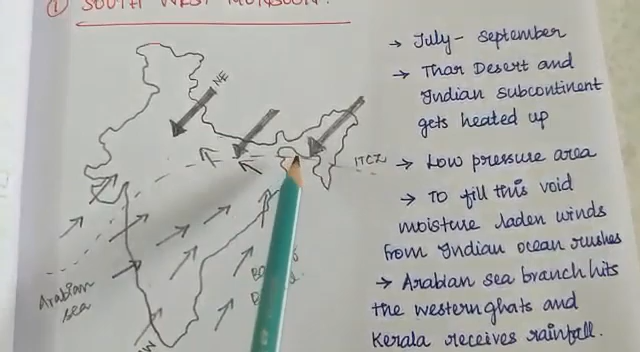 ① SOUTH WEST MONSOON
NE
ITCZ
Arabian
sea
→ July - September
→ Thar Desert and
Indian subcontinent
gets heated up
→ Low pressure area
→ To fill this void
moisture laden winds
from Indian ocean rushes
→ Arabian sea branch hits
the western ghats and
Kerala receives rainfall.